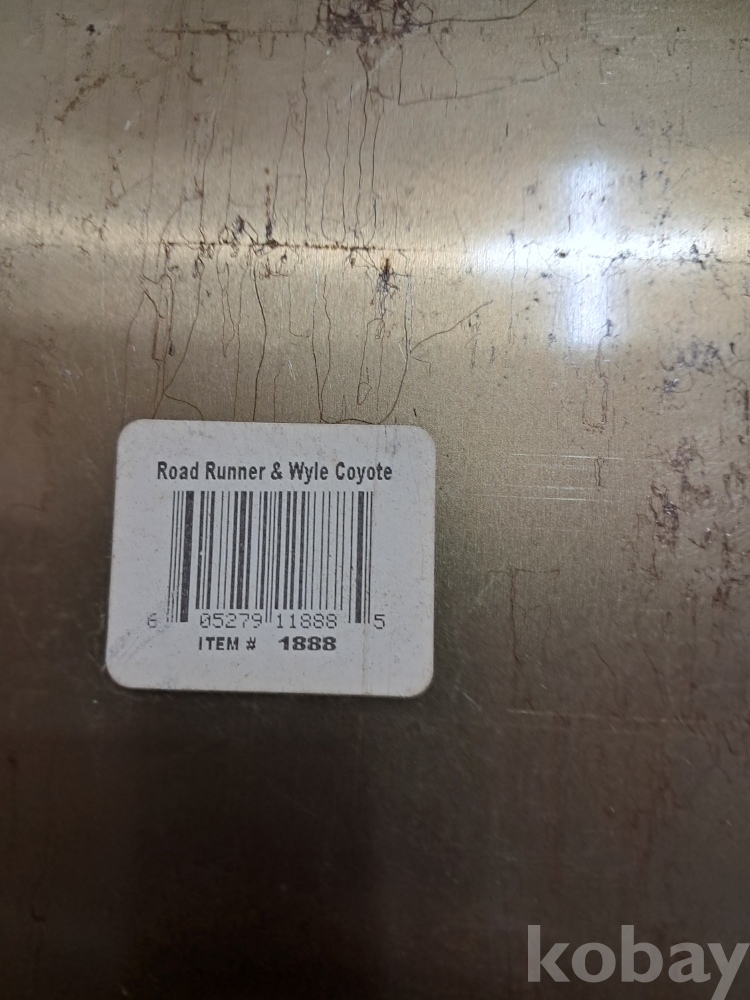 Road Runner & Wyle Coyote
6 05279 11888 5
ITEM # 1888
kobay